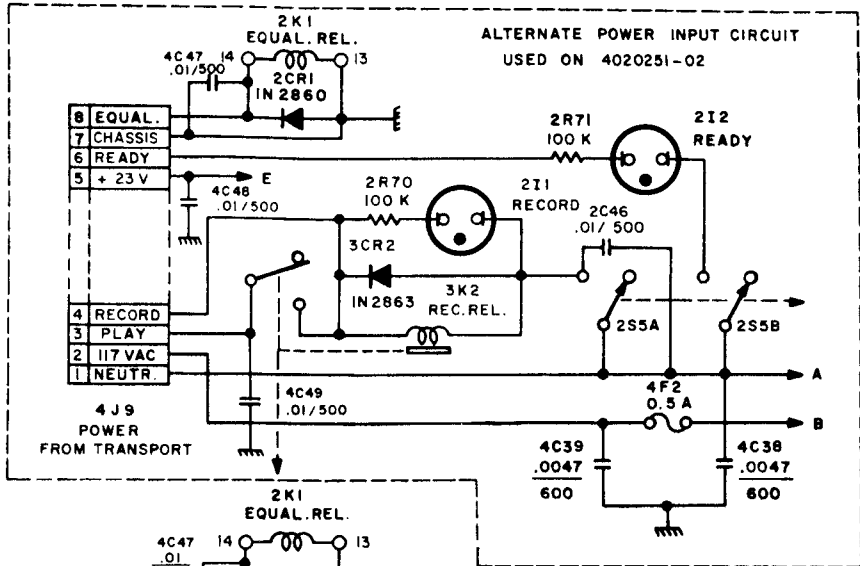 2K1
EQUAL. REL.
ALTERNATE POWER INPUT CIRCUIT
USED ON 4020251-02
4C47
.01/500
14
13
2CR1
IN2860
8 EQUAL.
7 CHASSIS
6 READY
5 + 23 V
E
4C48
.01/500
2R71
100 K
2I2
READY
2R70
100 K
2I1
RECORD
2C46
.01/500
3CR2
IN2863
3K2
REC. REL.
4 RECORD
3 PLAY
2 117 VAC
1 NEUTR.
2S5A
2S5B
A
4J9
POWER
FROM TRANSPORT
4C49
.01/500
4F2
0.5 A
B
4C39
.0047
600
4C38
.0047
600
2K1
EQUAL. REL.
4C47
.01
14
13